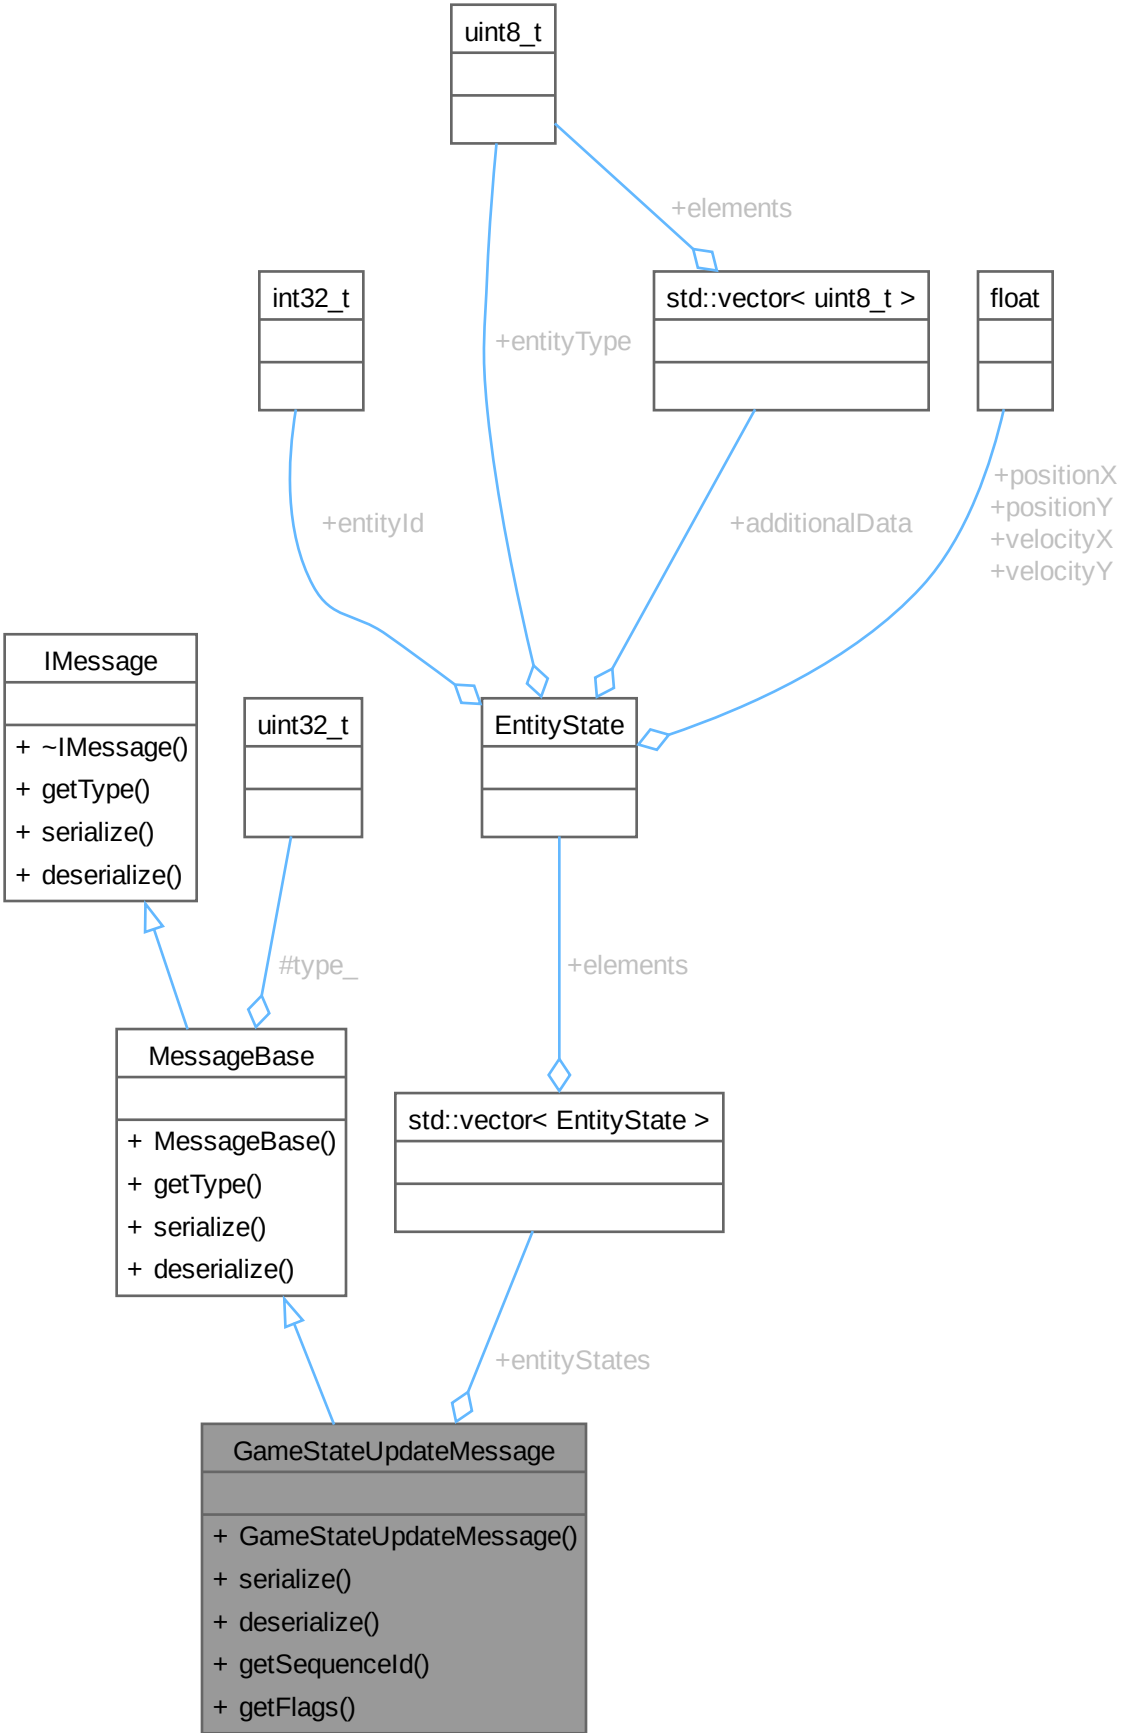 uint8_t
+elements
int32_t
std::vector< uint8_t >
float
+entityType
+positionX
+positionY
+velocityX
+velocityY
+entityId
+additionalData
IMessage
+ ~IMessage()
+ getType()
+ serialize()
+ deserialize()
uint32_t
EntityState
#type_
+elements
MessageBase
+ MessageBase()
+ getType()
+ serialize()
+ deserialize()
std::vector< EntityState >
+entityStates
GameStateUpdateMessage
+ GameStateUpdateMessage()
+ serialize()
+ deserialize()
+ getSequenceId()
+ getFlags()